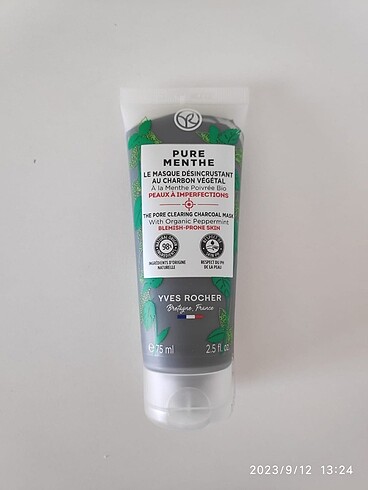 YR
PURE
MENTHE
LE MASQUE DÉSINCRUSTANT
AU CHARBON VÉGÉTAL
À la Menthe Poivrée Bio
PEAUX À IMPERFECTIONS
THE PORE CLEARING CHARCOAL MASK
With Organic Peppermint
BLEMISH-PRONE SKIN
98%
INGRÉDIENTS D'ORIGINE
NATURELLE
RESPECT DU PH
DE LA PEAU
YVES ROCHER
Bretagne, France
℮ 75 ml 2.5 fl. oz
2023/9/12 13:24